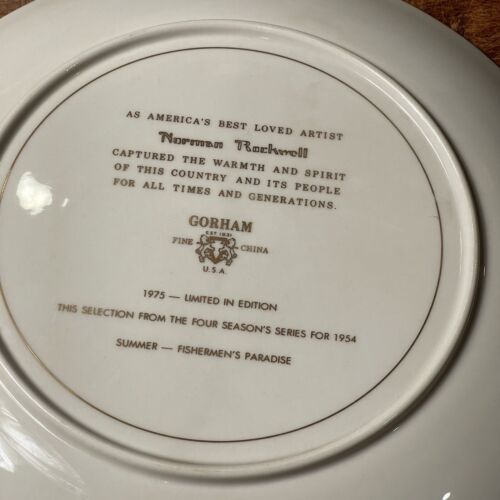 AS AMERICA'S BEST LOVED ARTIST
Norman Rockwell
CAPTURED THE WARMTH AND SPIRIT
OF THIS COUNTRY AND ITS PEOPLE
FOR ALL TIMES AND GENERATIONS.
GORHAM
EST. 1831
FINE CHINA
U.S.A.
1975 — LIMITED IN EDITION
THIS SELECTION FROM THE FOUR SEASON'S SERIES FOR 1954
SUMMER — FISHERMEN'S PARADISE